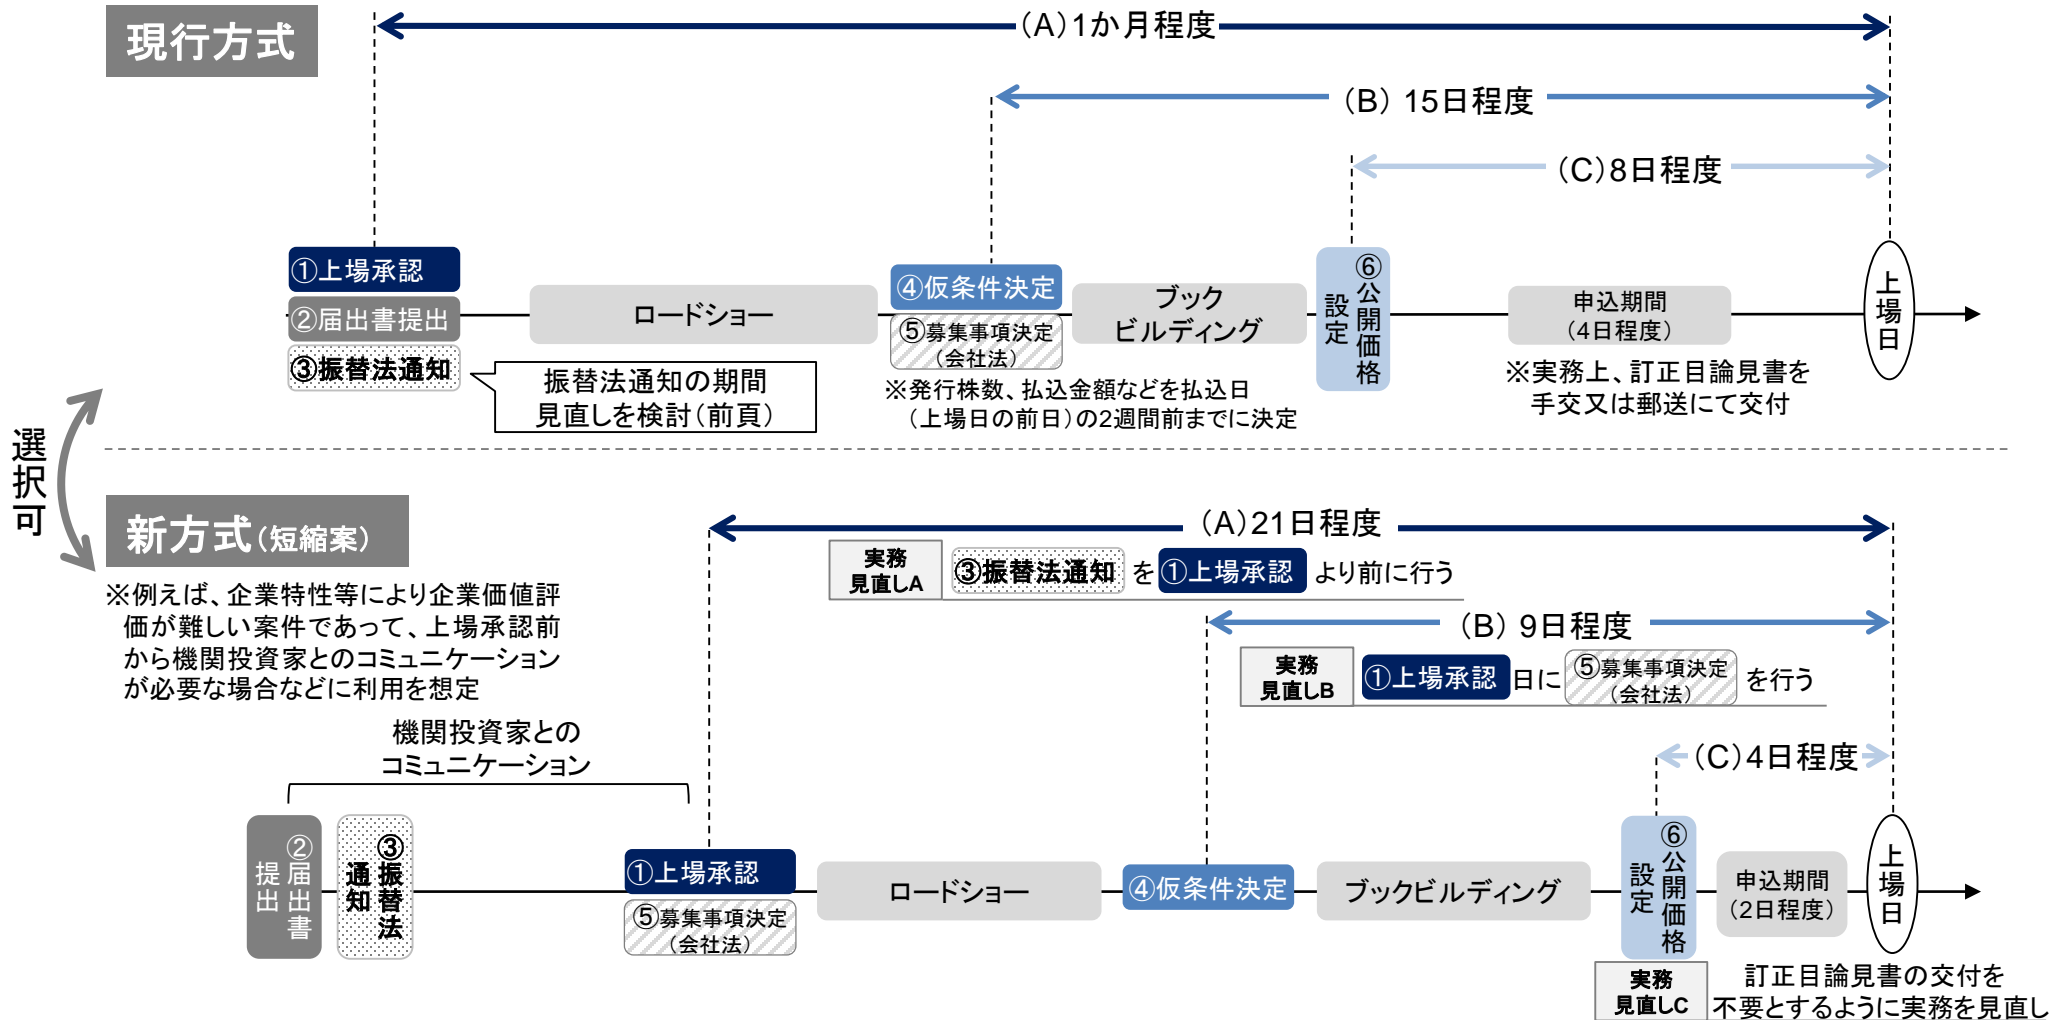 現行方式
(A)1か月程度
(B) 15日程度
(C)8日程度
①上場承認
②届出書提出
③振替法通知
ロードショー
④仮条件決定
⑤募集事項決定
(会社法)
ブック
ビルディング
⑥公開価格
設定
申込期間
(4日程度)
上場日
振替法通知の期間
見直しを検討(前頁)
※発行株数、払込金額などを払込日
(上場日の前日)の2週間前までに決定
※実務上、訂正目論見書を
手交又は郵送にて交付
選択可
新方式(短縮案)
※例えば、企業特性等により企業価値評
価が難しい案件であって、上場承認前
から機関投資家とのコミュニケーション
が必要な場合などに利用を想定
(A)21日程度
実務
見直しA
③振替法通知 を ①上場承認 より前に行う
(B) 9日程度
実務
見直しB
①上場承認 日に ⑤募集事項決定
(会社法)
を行う
(C)4日程度
機関投資家との
コミュニケーション
②届出書
提出
③振替法
通知
①上場承認
⑤募集事項決定
(会社法)
ロードショー
④仮条件決定
ブックビルディング
⑥公開価格
設定
申込期間
(2日程度)
上場日
実務
見直しC
訂正目論見書の交付を
不要とするように実務を見直し